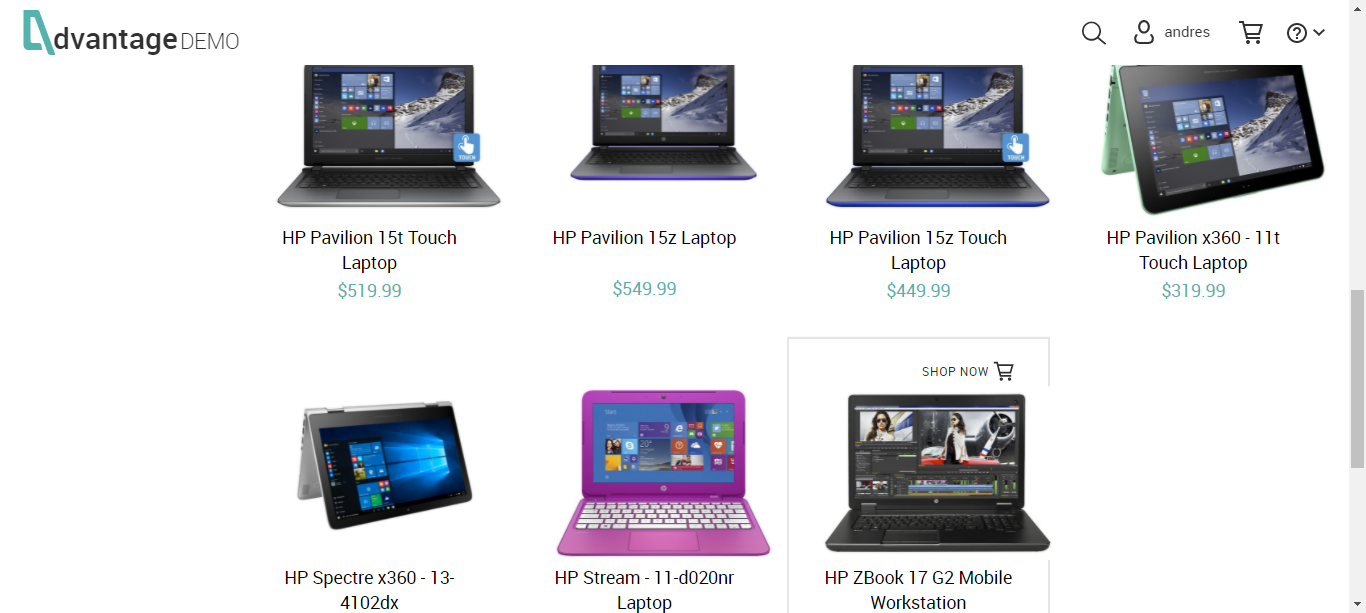 AdvantageDEMO
andres
TOUCH
TOUCH
HP Pavilion 15t Touch
Laptop
$519.99
HP Pavilion 15z Laptop
$549.99
HP Pavilion 15z Touch
Laptop
$449.99
HP Pavilion x360 - 11t
Touch Laptop
$319.99
SHOP NOW
Start
HP Spectre x360 - 13-
4102dx
HP Stream - 11-d020nr
Laptop
HP ZBook 17 G2 Mobile
Workstation